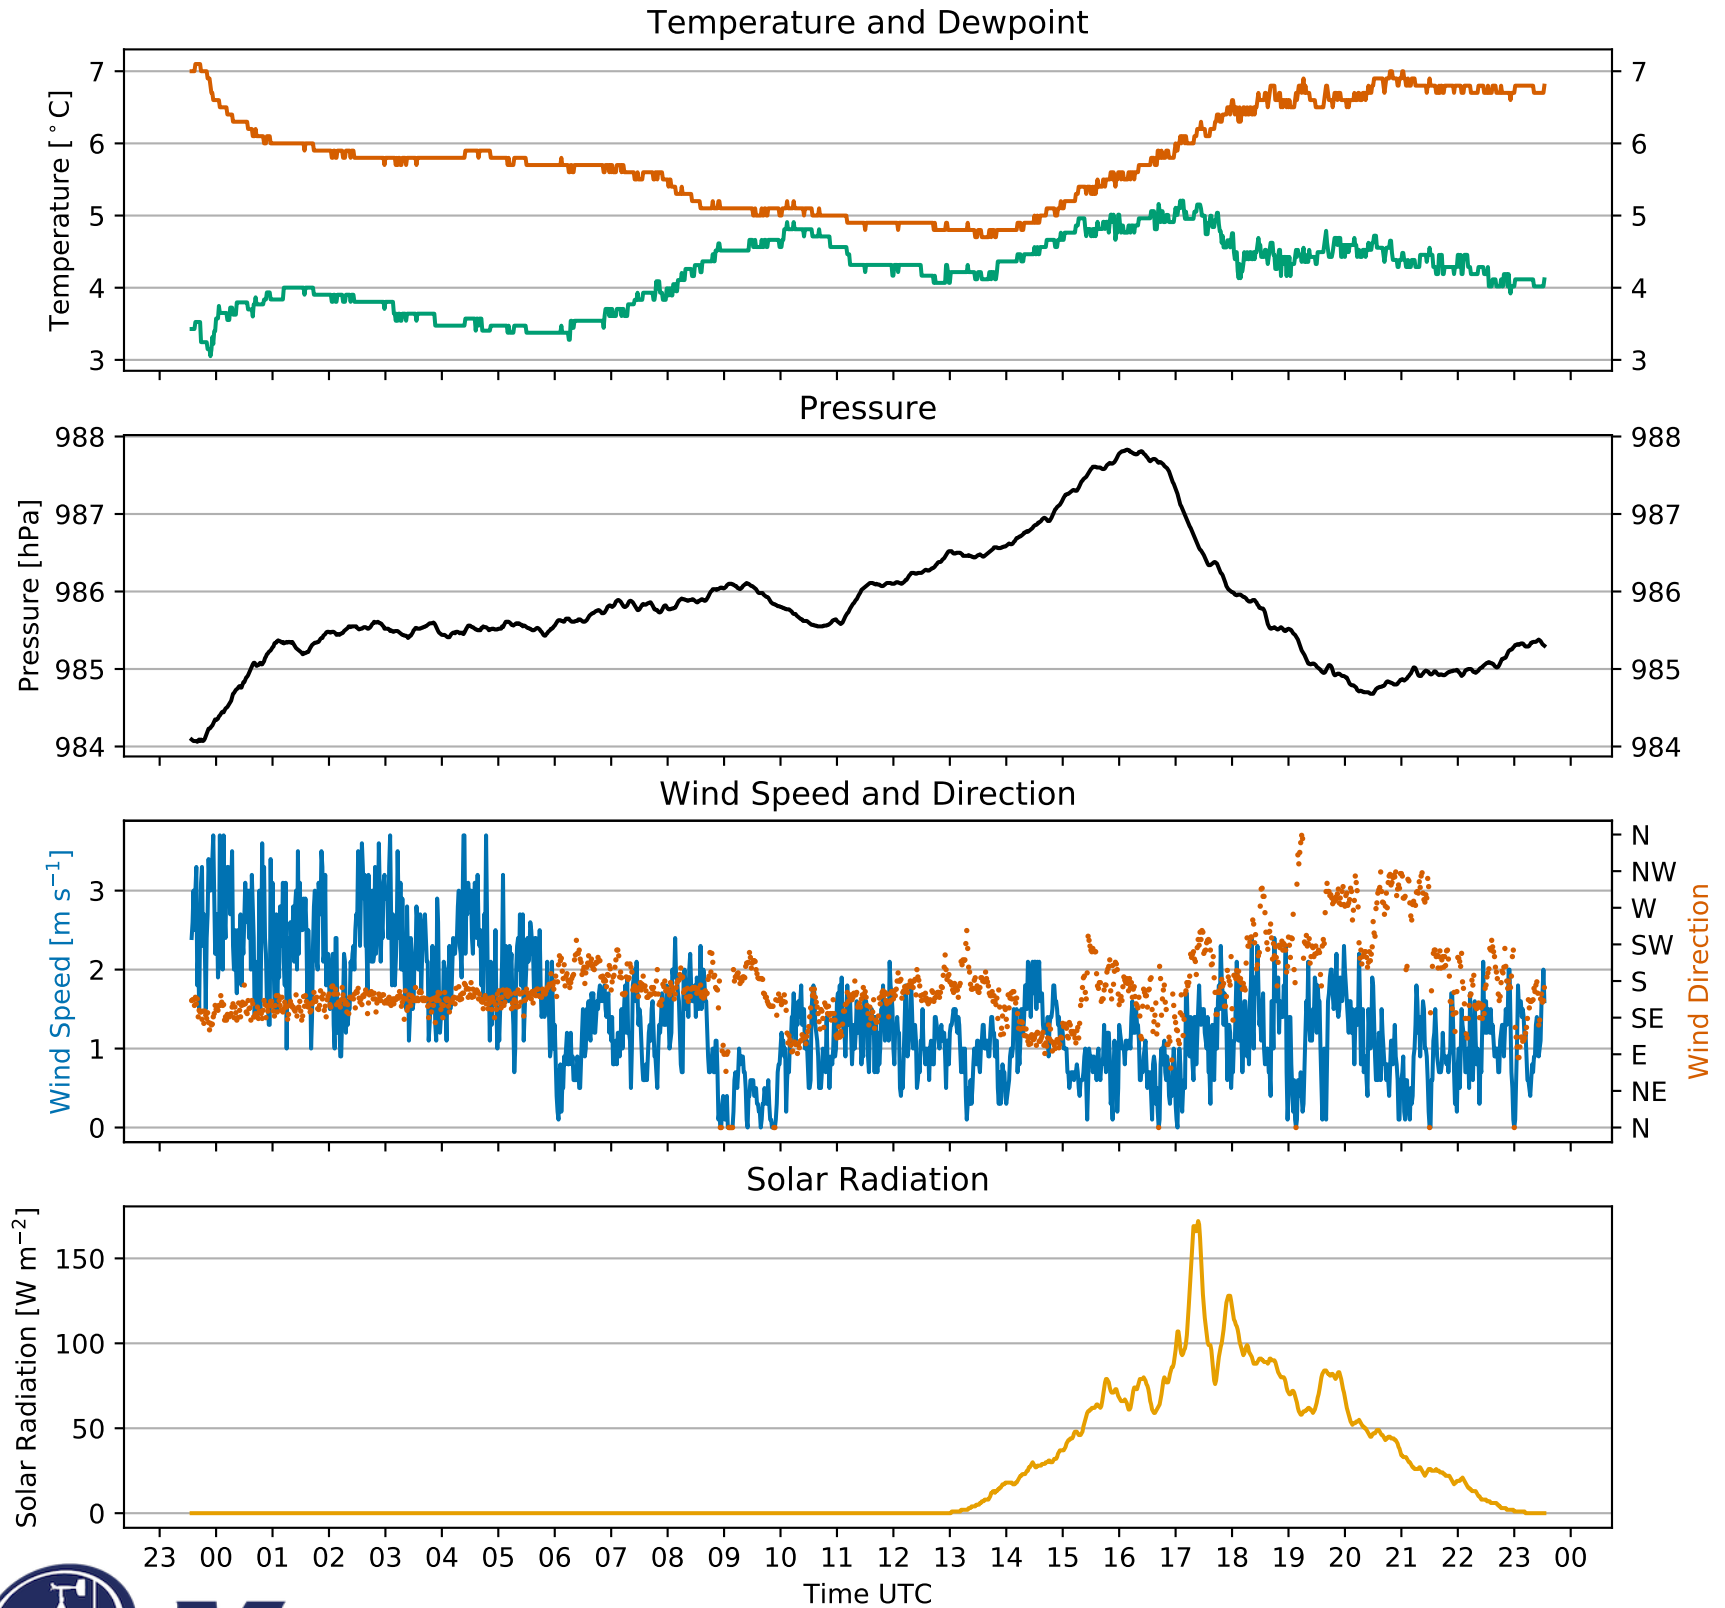 Temperature and Dewpoint
Temperature [°C]
7 7
6 6
5 5
4 4
3 3
Pressure
Pressure [hPa]
988 988
987 987
986 986
985 985
984 984
Wind Speed and Direction
Wind Speed [m s⁻¹]
Wind Direction
N
NW
3
W
2
SW
S
SE
1
E
NE
0
N
Solar Radiation
Solar Radiation [W m⁻²]
150
100
50
0
23 00 01 02 03 04 05 06 07 08 09 10 11 12 13 14 15 16 17 18 19 20 21 22 23 00
Time UTC